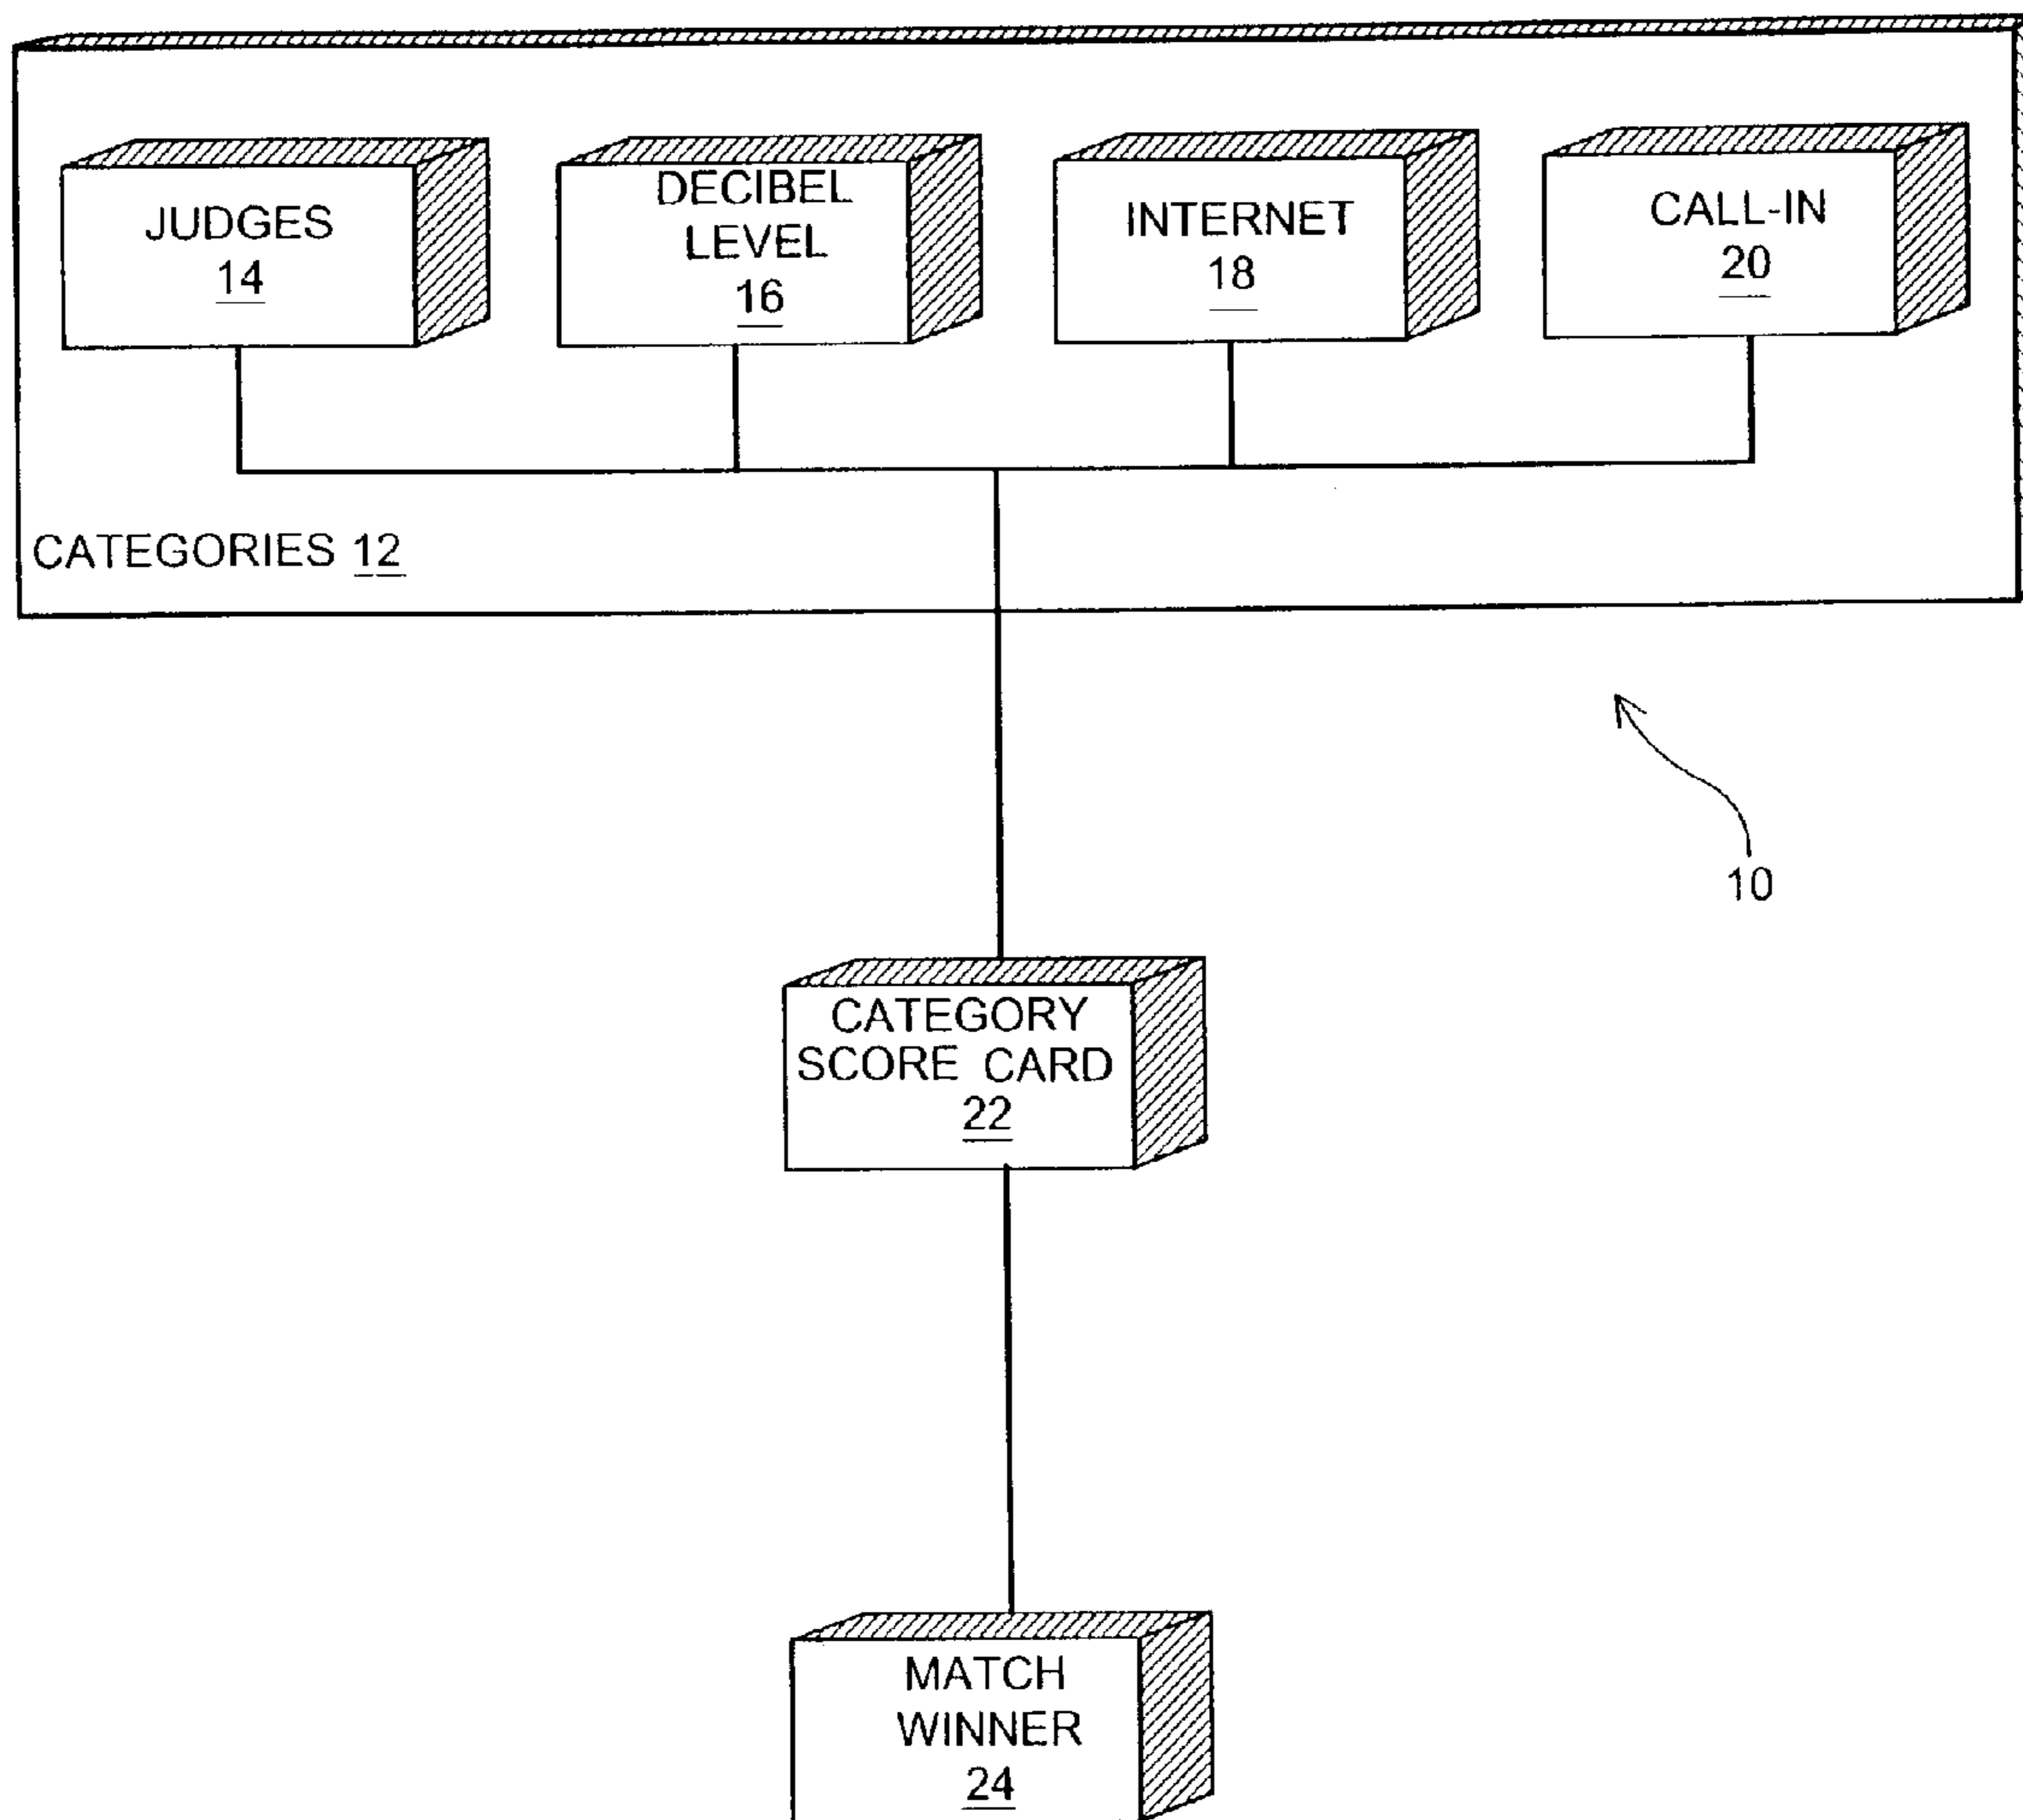 JUDGES
14
DECIBEL
LEVEL
16
INTERNET
18
CALL-IN
20
CATEGORIES 12
10
CATEGORY
SCORE CARD
22
MATCH
WINNER
24